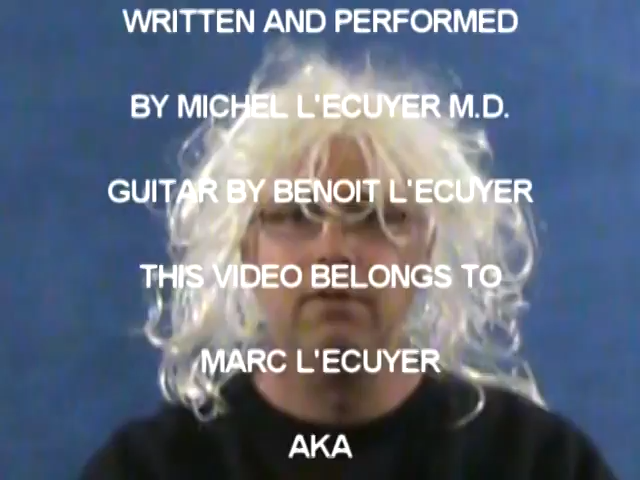 WRITTEN AND PERFORMED
BY MICHEL L'ECUYER M.D.
GUITAR BY BENOIT L'ECUYER
THIS VIDEO BELONGS TO
MARC L'ECUYER
AKA